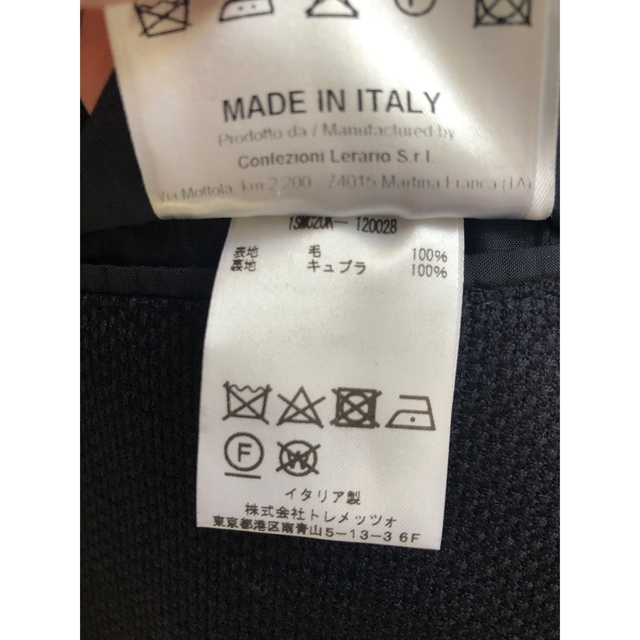 MADE IN ITALY
Prodotto da / Manufactured by
Confezioni Lerario S.r.l.
Via Mottola, km 2,200 - 74015 Martina Franca (TA)
120028
表地 毛 100%
裏地 キュプラ 100%
F
W
イタリア製
株式会社トレメッツォ
東京都港区南青山5-13-3 6F